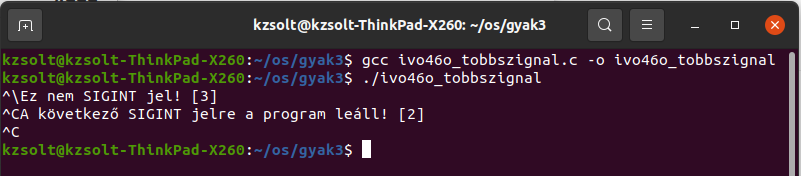 kzsolt@kzsolt-ThinkPad-X260: ~/os/gyak3
kzsolt@kzsolt-ThinkPad-X260:~/os/gyak3$ gcc ivo46o_tobbszignal.c -o ivo46o_tobbszignal
kzsolt@kzsolt-ThinkPad-X260:~/os/gyak3$ ./ivo46o_tobbszignal
^\Ez nem SIGINT jel! [3]
^CA következő SIGINT jelre a program leáll! [2]
^C
kzsolt@kzsolt-ThinkPad-X260:~/os/gyak3$